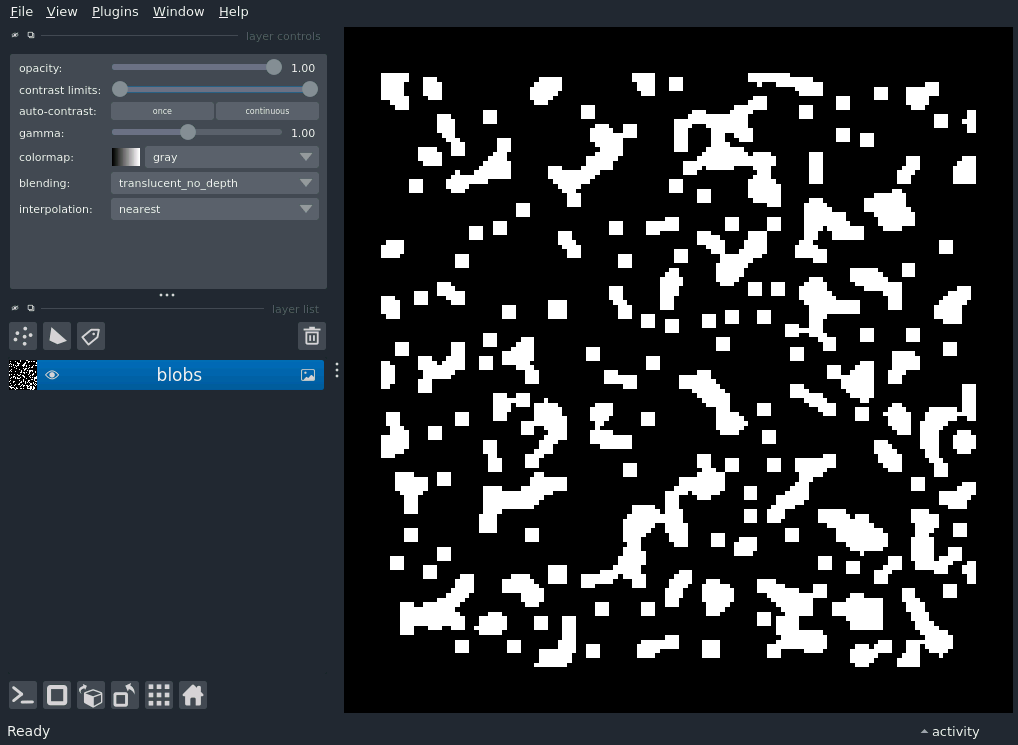 File View Plugins Window Help
layer controls
opacity: 1.00
contrast limits:
auto-contrast: once continuous
gamma: 1.00
colormap: gray
blending: translucent_no_depth
interpolation: nearest
layer list
blobs
Ready
activity